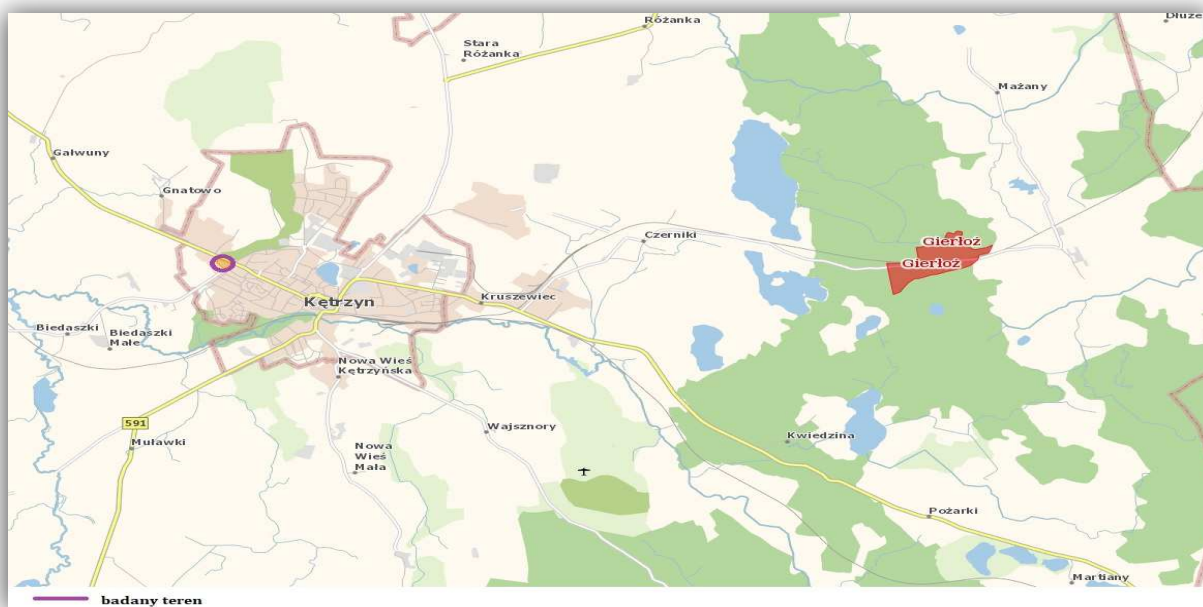 Różanka
Stara
Różanka
Mażany
Gałwuny
Gnatowo
Czerniki
Gierłoż
Gierłoż
Kętrzyn
Kruszewiec
Biedaszki
Biedaszki
Małe
Nowa Wieś
Kętrzyńska
591
Muławki
Wajsznory
Kwiedzina
Nowa
Wieś
Mała
Pożarki
Martiany
badany teren